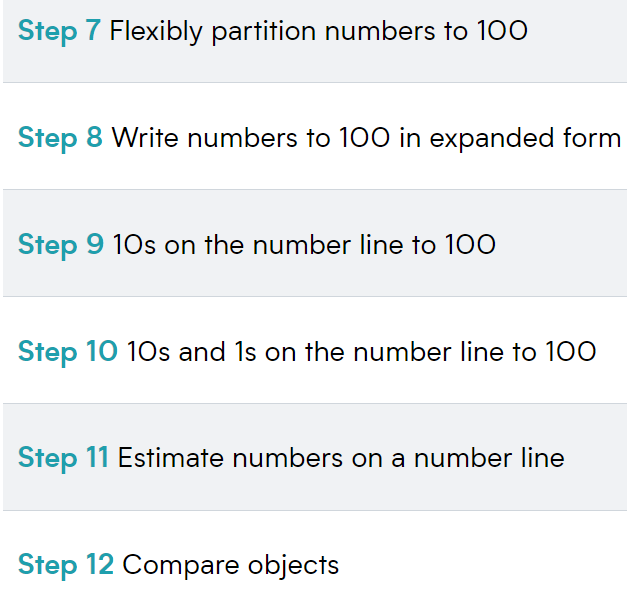 Step 7 Flexibly partition numbers to 100
Step 8 Write numbers to 100 in expanded form
Step 9 10s on the number line to 100
Step 10 10s and 1s on the number line to 100
Step 11 Estimate numbers on a number line
Step 12 Compare objects